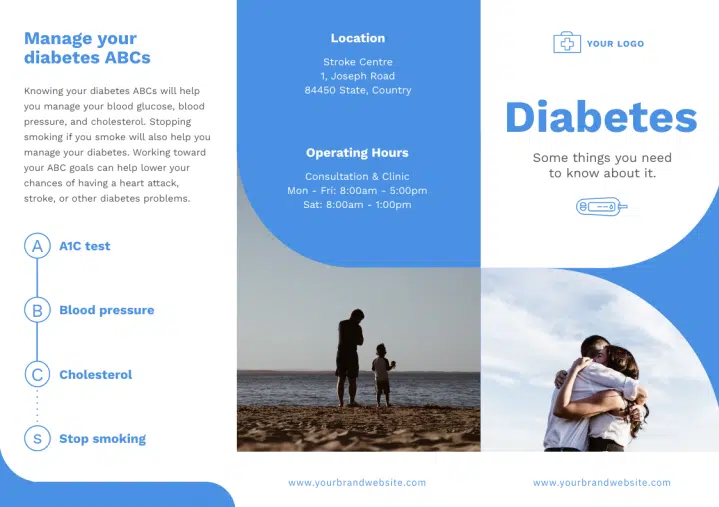 Manage your
diabetes ABCs
Knowing your diabetes ABCs will help
you manage your blood glucose, blood
pressure, and cholesterol. Stopping
smoking if you smoke will also help you
manage your diabetes. Working toward
your ABC goals can help lower your
chances of having a heart attack,
stroke, or other diabetes problems.
A A1C test
B Blood pressure
C Cholesterol
S Stop smoking
Location
Stroke Centre
1, Joseph Road
84450 State, Country
Operating Hours
Consultation & Clinic
Mon - Fri: 8:00am - 5:00pm
Sat: 8:00am - 1:00pm
www.yourbrandwebsite.com
YOUR LOGO
Diabetes
Some things you need
to know about it.
www.yourbrandwebsite.com